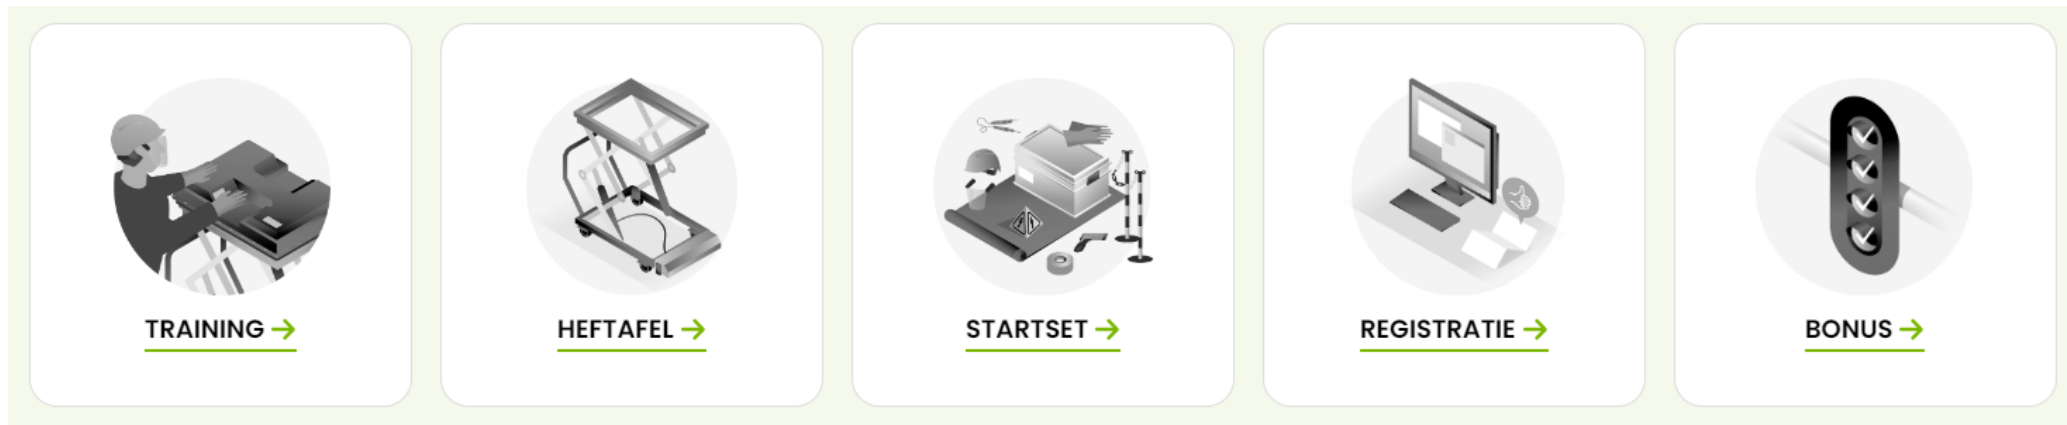 TRAINING →
HEFTAFEL →
STARTSET →
REGISTRATIE →
BONUS →